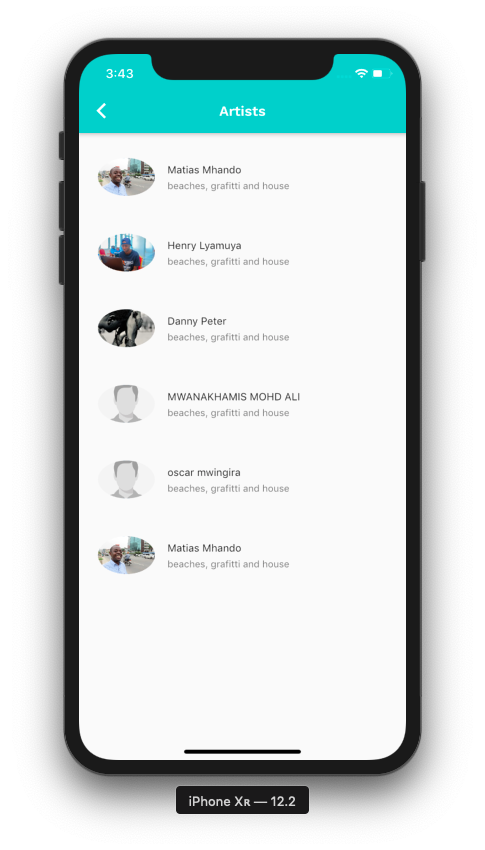 3:43
Artists
Matias Mhando
beaches, grafitti and house
Henry Lyamuya
beaches, grafitti and house
Danny Peter
beaches, grafitti and house
MWANAKHAMIS MOHD ALI
beaches, grafitti and house
oscar mwingira
beaches, grafitti and house
Matias Mhando
beaches, grafitti and house
iPhone Xʀ — 12.2